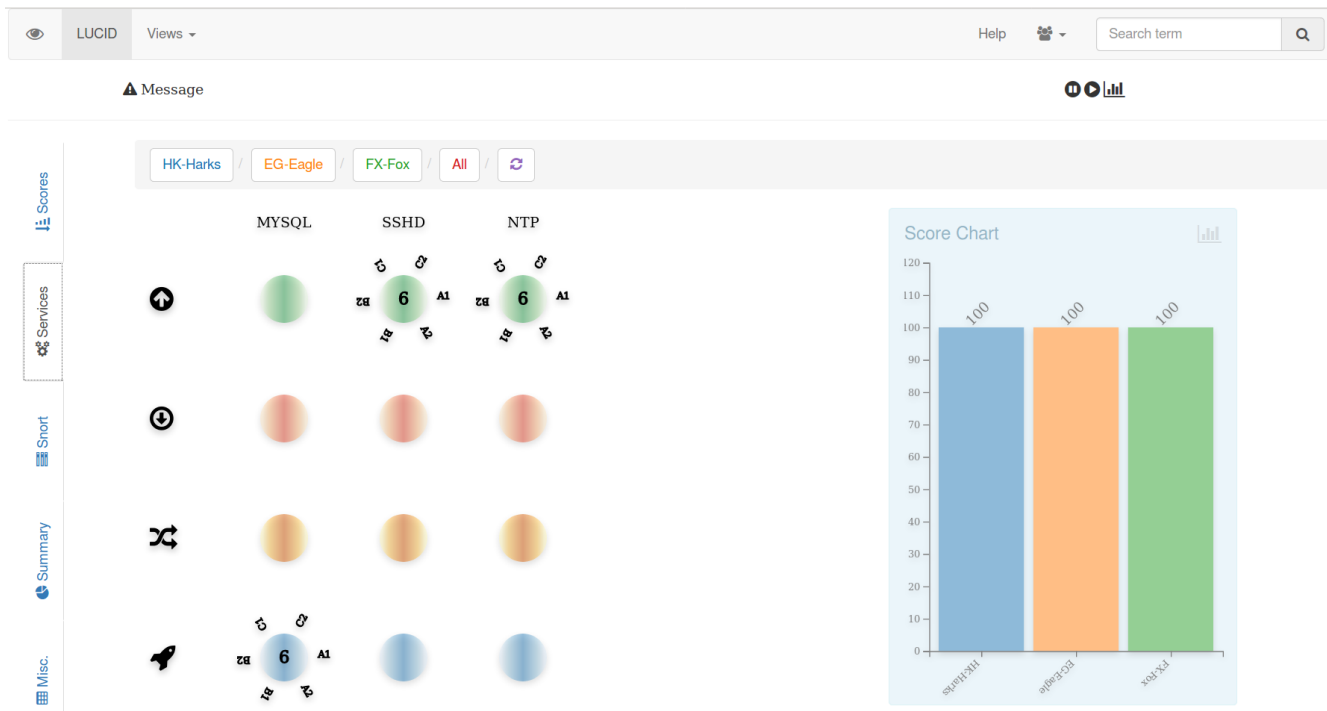 LUCID Views Help Search term
Message
HK-Harks / EG-Eagle / FX-Fox / All /
Scores
Services
Snort
Summary
Misc.
MYSQL SSHD NTP
C1 C2 B2 6 A1 B1 A2
C1 C2 B2 6 A1 B1 A2
C1 C2 B2 6 A1 B1 A2
Score Chart
120
110
100
90
80
70
60
50
40
30
20
10
0
100 100 100
HK-Harks EG-Eagle FX-Fox